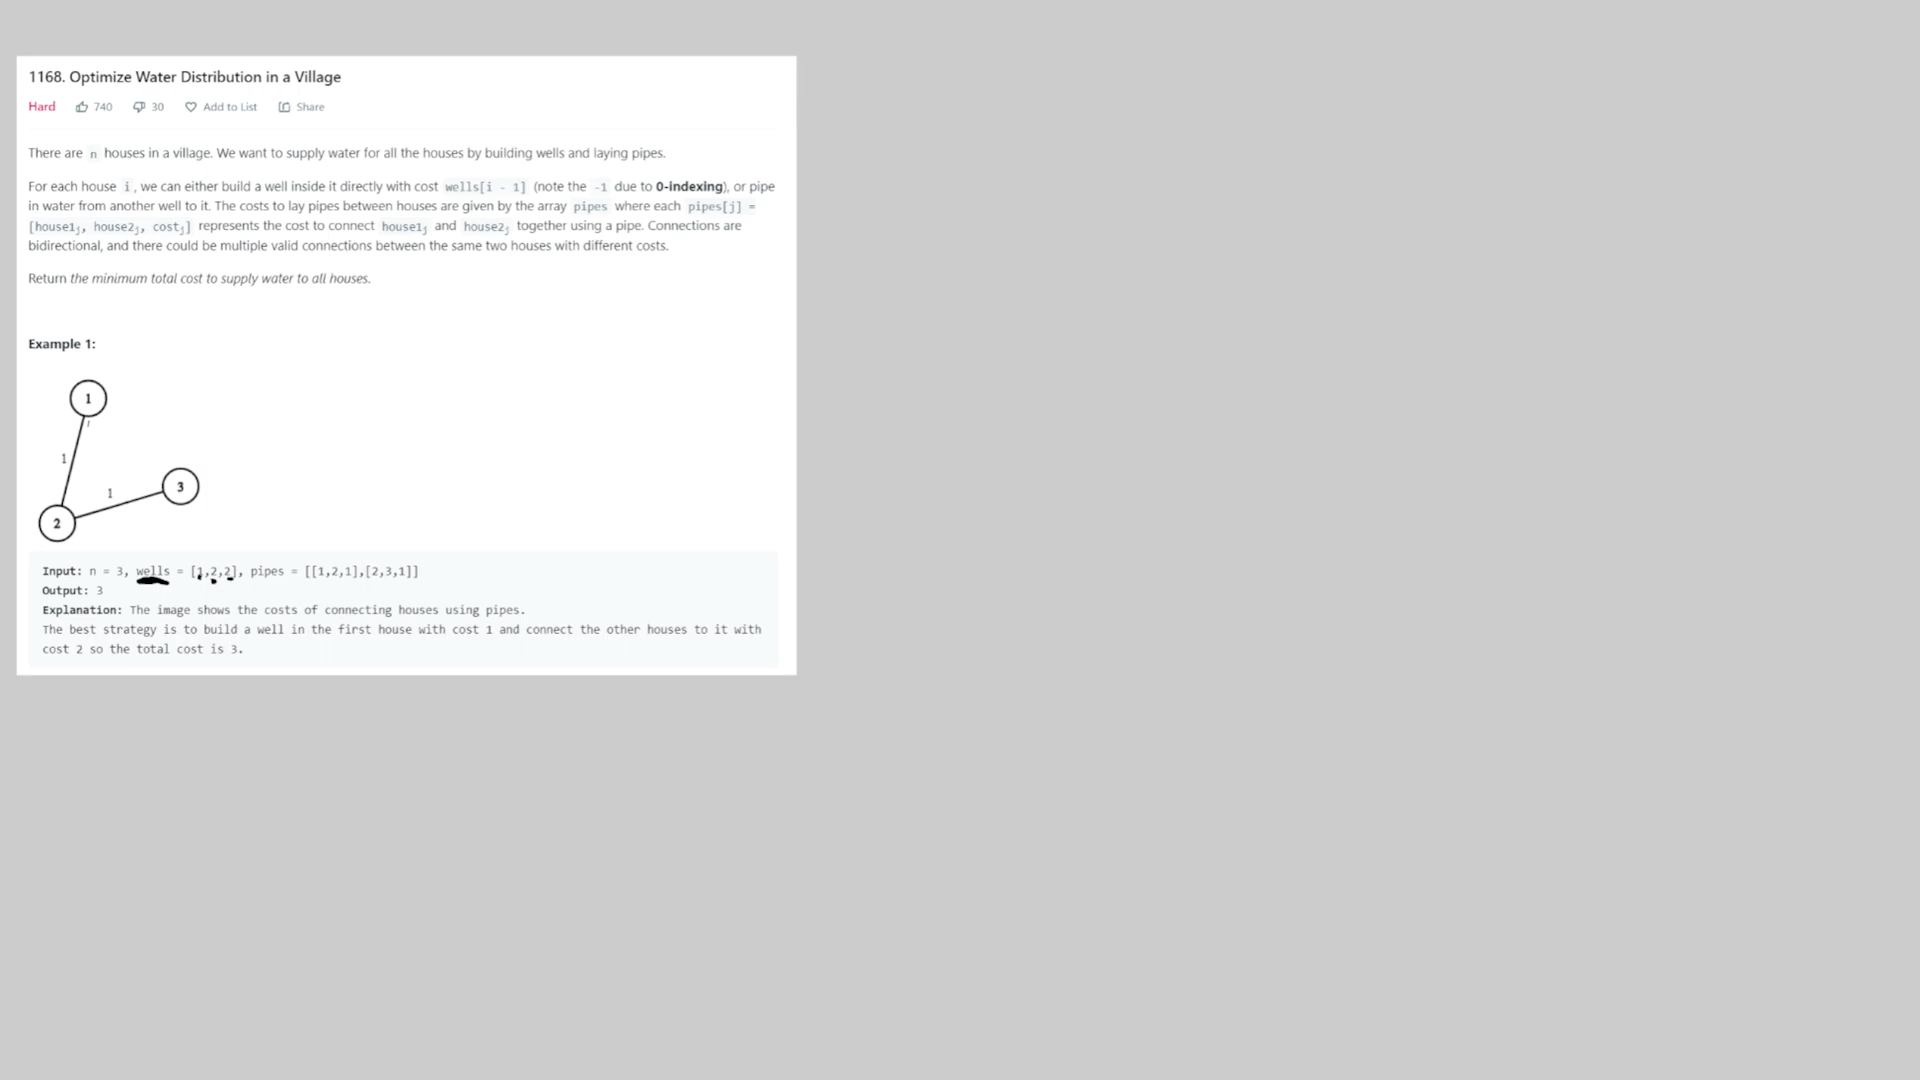 1168. Optimize Water Distribution in a Village
Hard 740 30 Add to List Share
There are n houses in a village. We want to supply water for all the houses by building wells and laying pipes.
For each house i, we can either build a well inside it directly with cost wells[i - 1] (note the -1 due to 0-indexing), or pipe
in water from another well to it. The costs to lay pipes between houses are given by the array pipes where each pipes[j] =
[house1j, house2j, costj] represents the cost to connect house1j and house2j together using a pipe. Connections are
bidirectional, and there could be multiple valid connections between the same two houses with different costs.
Return the minimum total cost to supply water to all houses.
Example 1:
1
1
1
3
2
Input: n = 3, wells = [1,2,2], pipes = [[1,2,1],[2,3,1]]
Output: 3
Explanation: The image shows the costs of connecting houses using pipes.
The best strategy is to build a well in the first house with cost 1 and connect the other houses to it with
cost 2 so the total cost is 3.